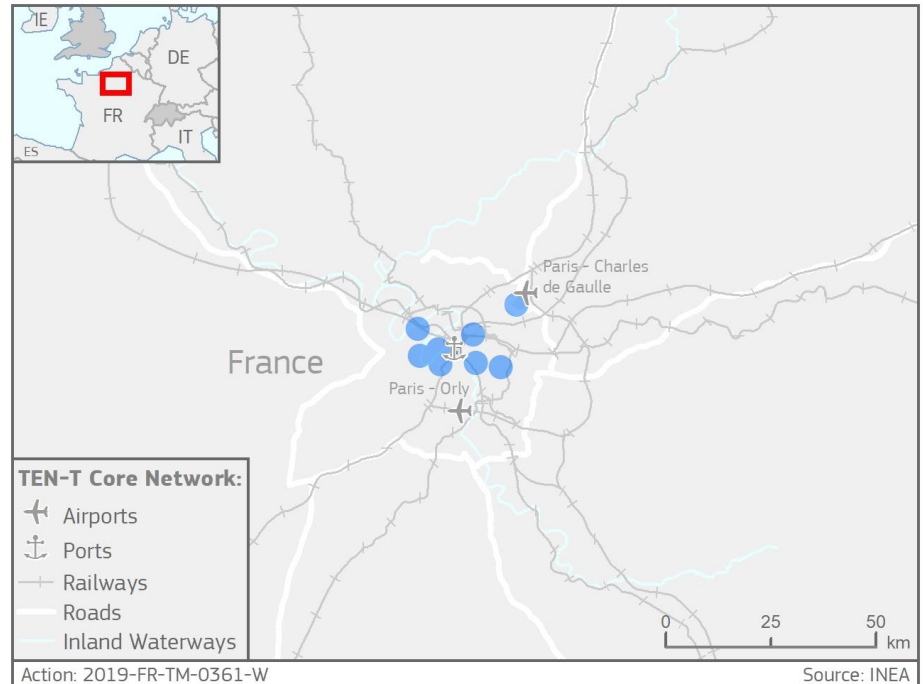 IE
DE
FR
IT
ES
Paris - Charles
de Gaulle
France
Paris - Orly
TEN-T Core Network:
Airports
Ports
Railways
Roads
Inland Waterways
0 25 50
km
Action: 2019-FR-TM-0361-W
Source: INEA